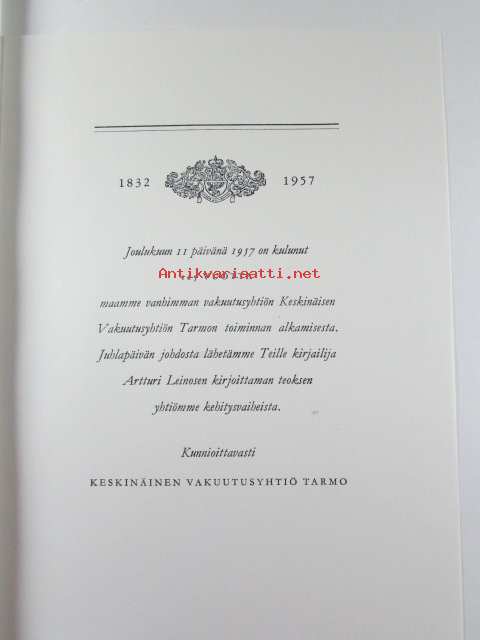 1832 1957
Joulukuun 11 päivänä 1957 on kulunut
Antikvariaatti.net
maamme vanhimman vakuutusyhtiön Keskinäisen
Vakuutusyhtiön Tarmon toiminnan alkamisesta.
Juhlapäivän johdosta lähetämme Teille kirjailija
Artturi Leinosen kirjoittaman teoksen
yhtiömme kehitysvaiheista.
Kunnioittavasti
KESKINÄINEN VAKUUTUSYHTIÖ TARMO